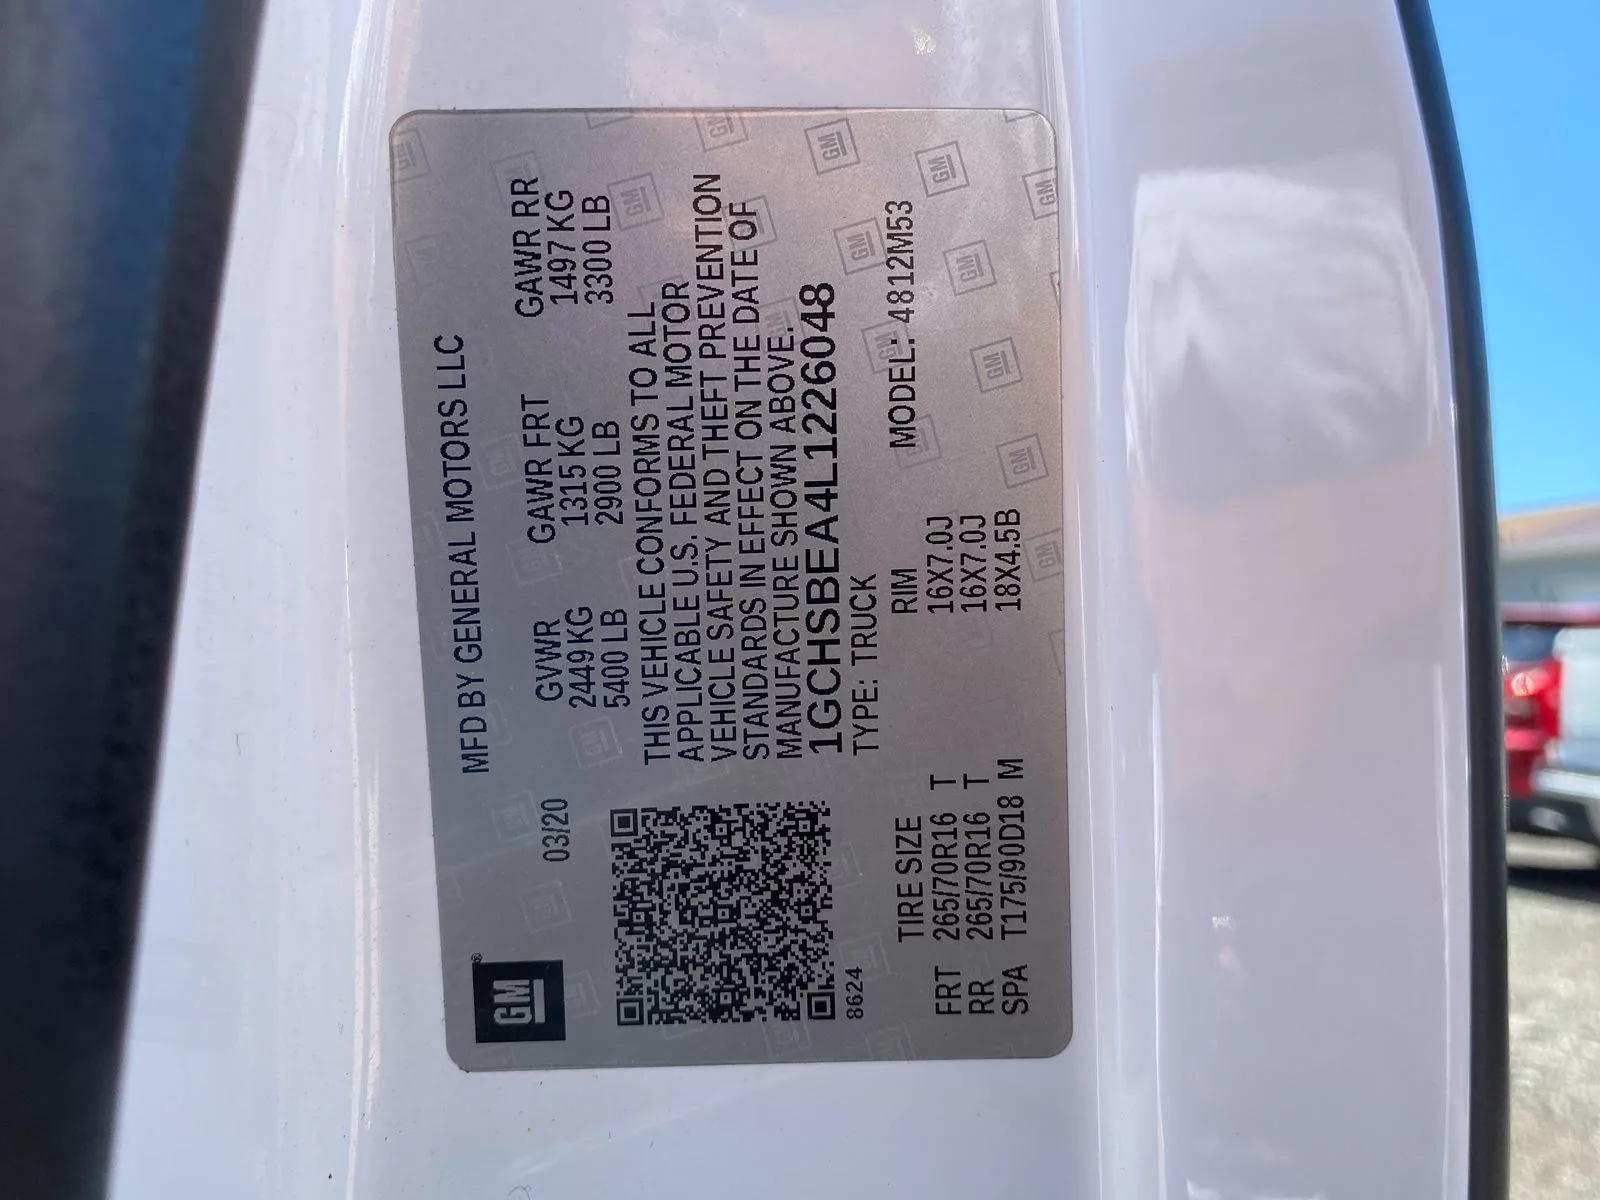 GM®
MFD BY GENERAL MOTORS LLC
03/20
GVWR GAWR FRT GAWR RR
2449 KG 1315 KG 1497 KG
5400 LB 2900 LB 3300 LB
THIS VEHICLE CONFORMS TO ALL
APPLICABLE U.S. FEDERAL MOTOR
VEHICLE SAFETY AND THEFT PREVENTION
STANDARDS IN EFFECT ON THE DATE OF
MANUFACTURE SHOWN ABOVE.
1GCHSBEA4L1226048
8624
TYPE: TRUCK
MODEL: 4812M53
TIRE SIZE RIM
FRT 265/70R16 T 16X7.0J
RR 265/70R16 T 16X7.0J
SPA T175/90D18 M 18X4.5B